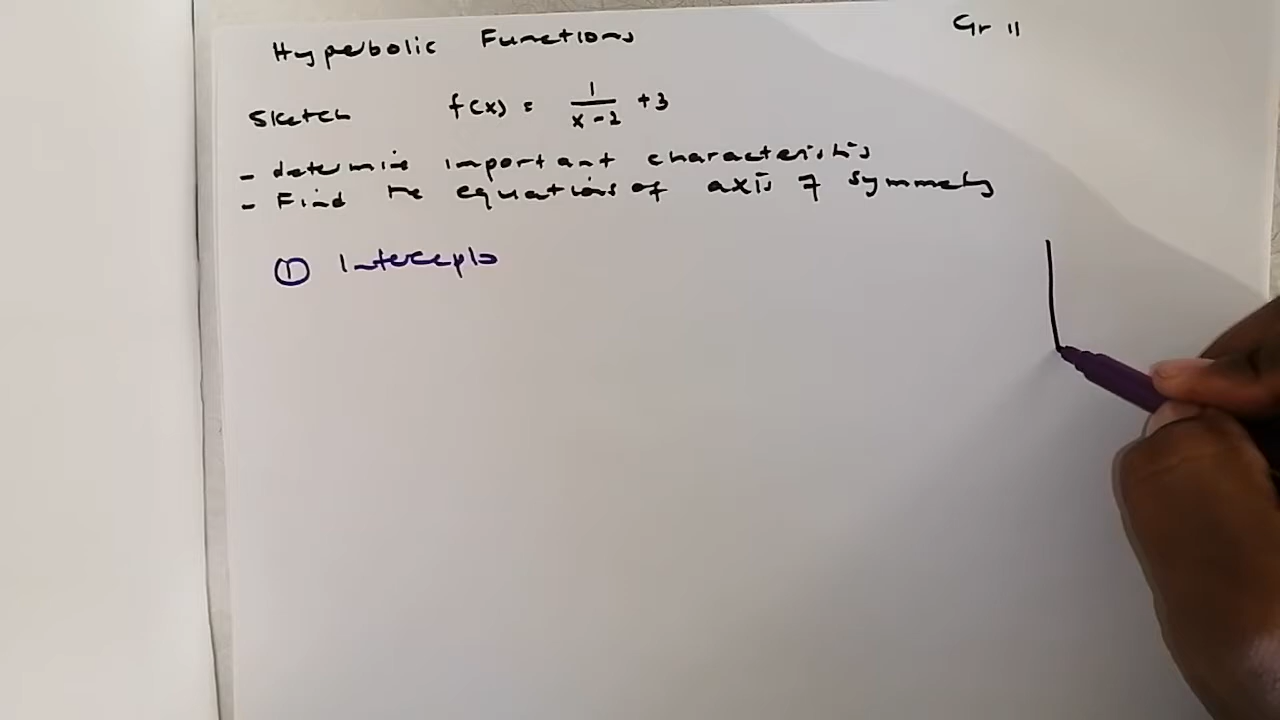 Hyperbolic Functions
Gr 11
Sketch f(x) = 1/(x-2) + 3
- determine important characteristics
- Find the equations of axis of symmetry
① Intercepts